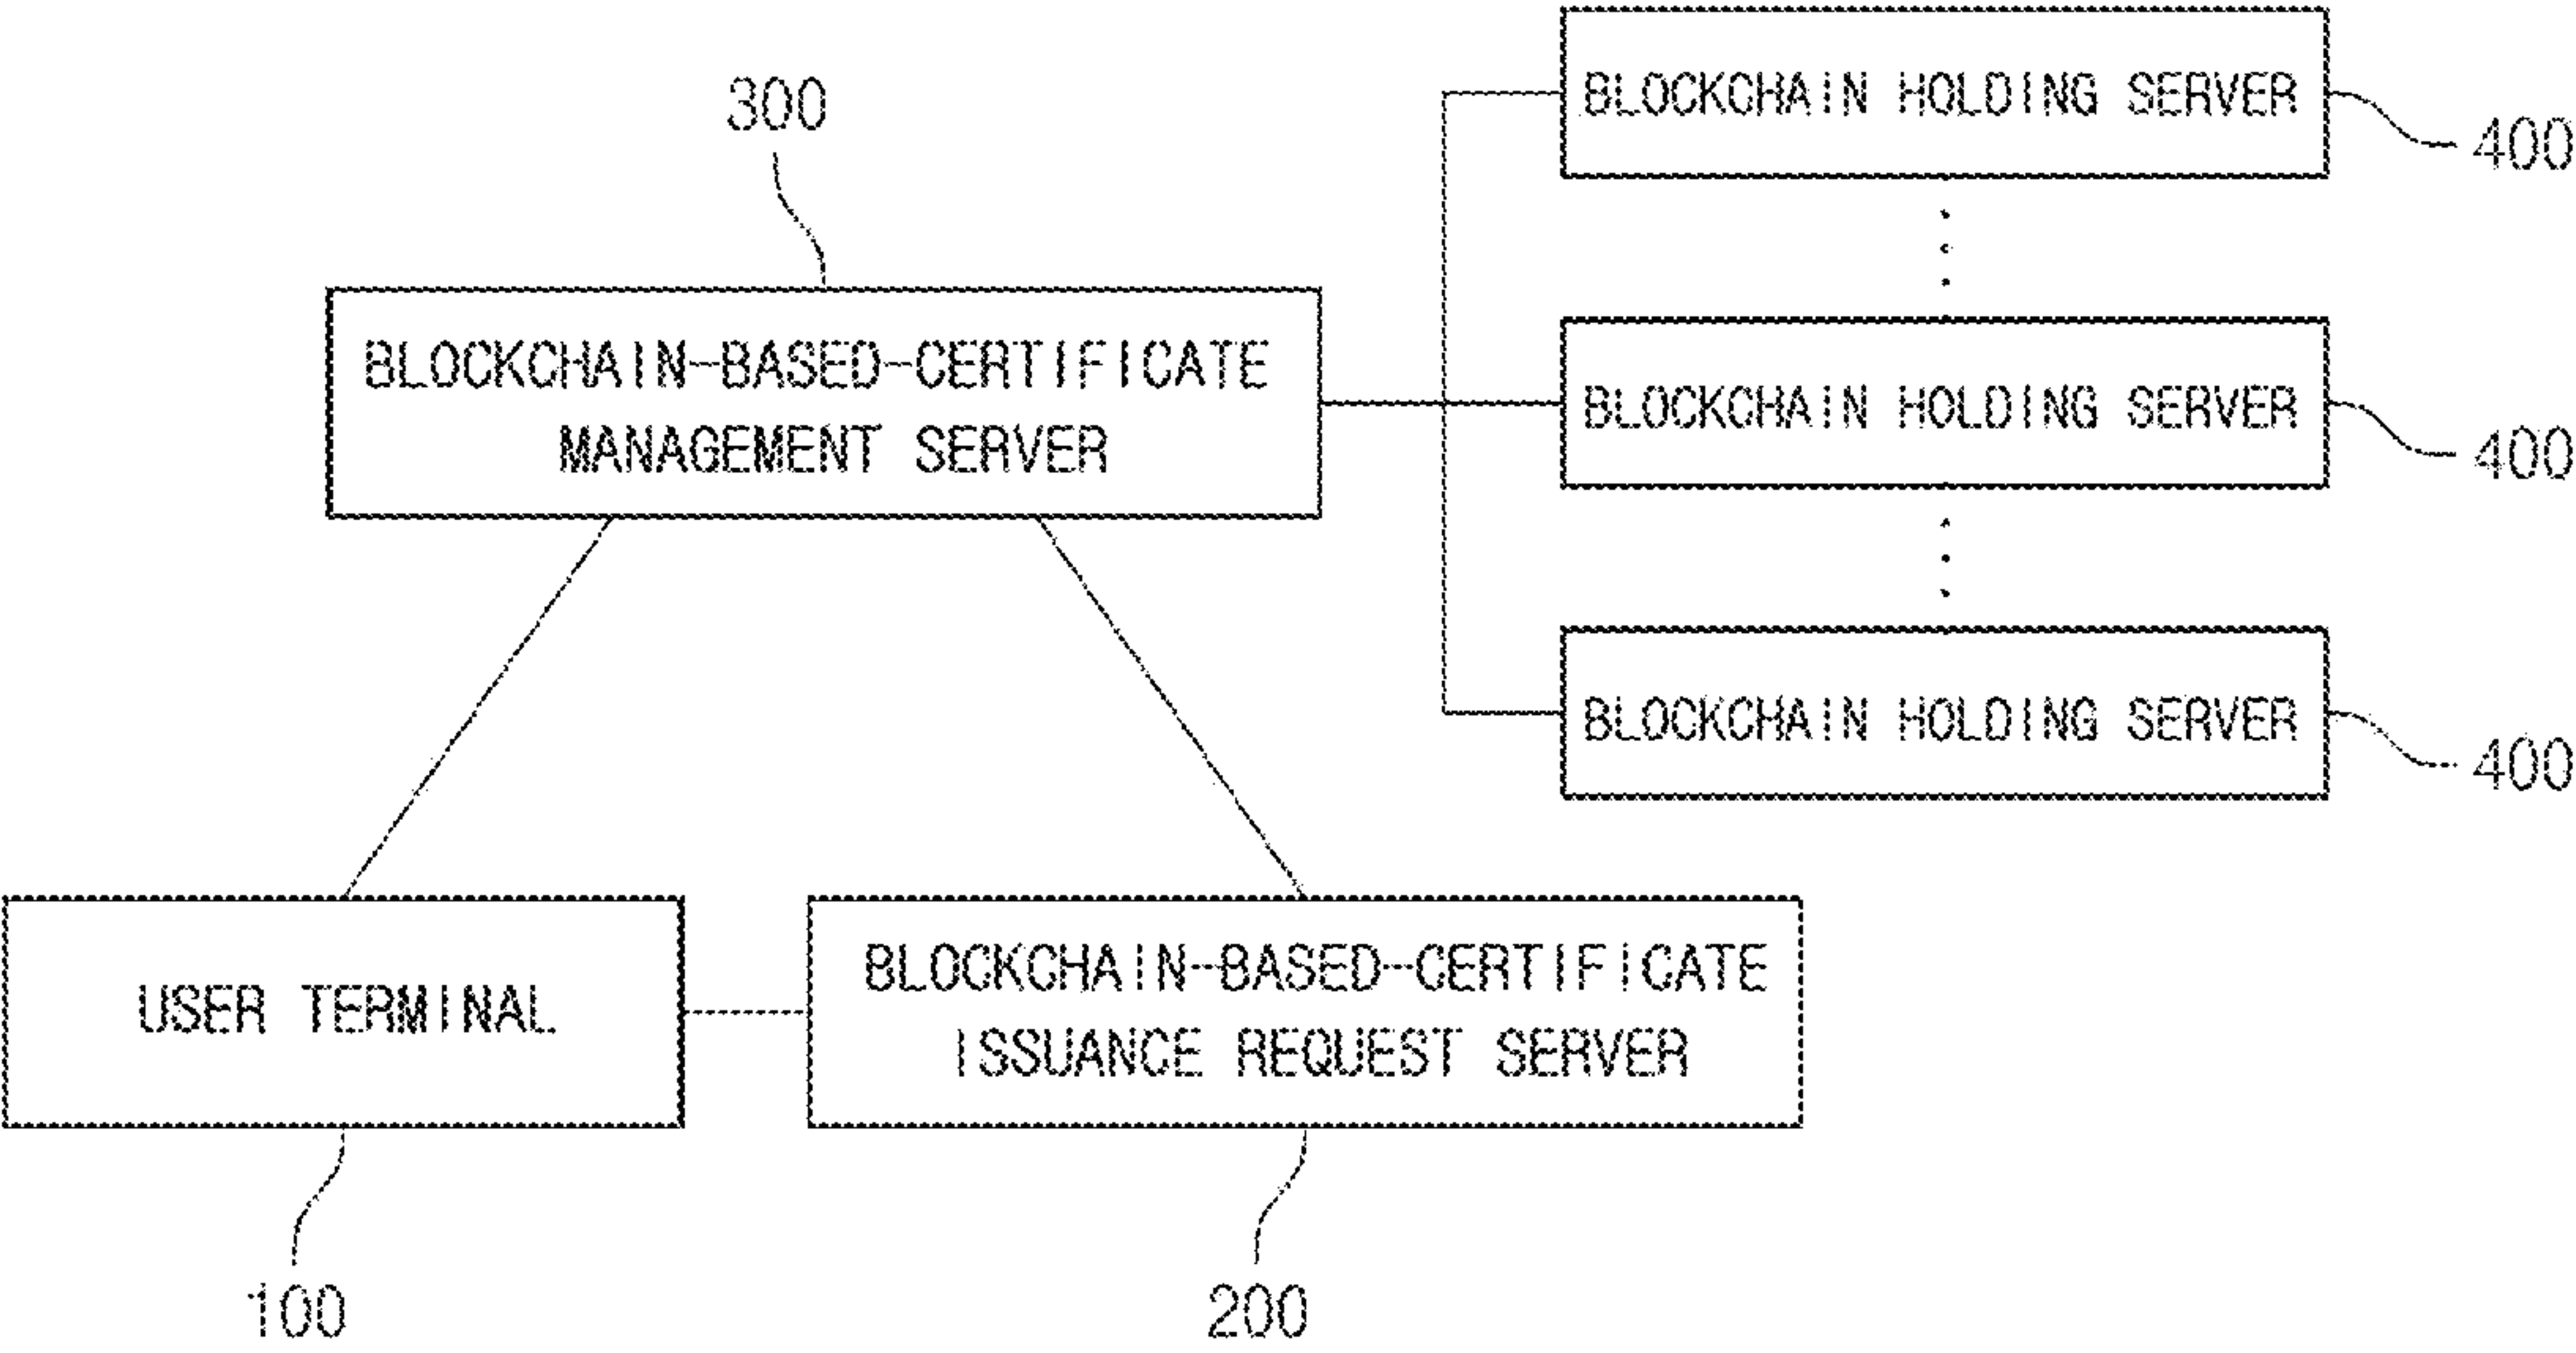 BLOCKCHAIN HOLDING SERVER
400
300
BLOCKCHAIN-BASED-CERTIFICATE
MANAGEMENT SERVER
BLOCKCHAIN HOLDING SERVER
400
BLOCKCHAIN HOLDING SERVER
400
USER TERMINAL
BLOCKCHAIN-BASED-CERTIFICATE
ISSUANCE REQUEST SERVER
100
200